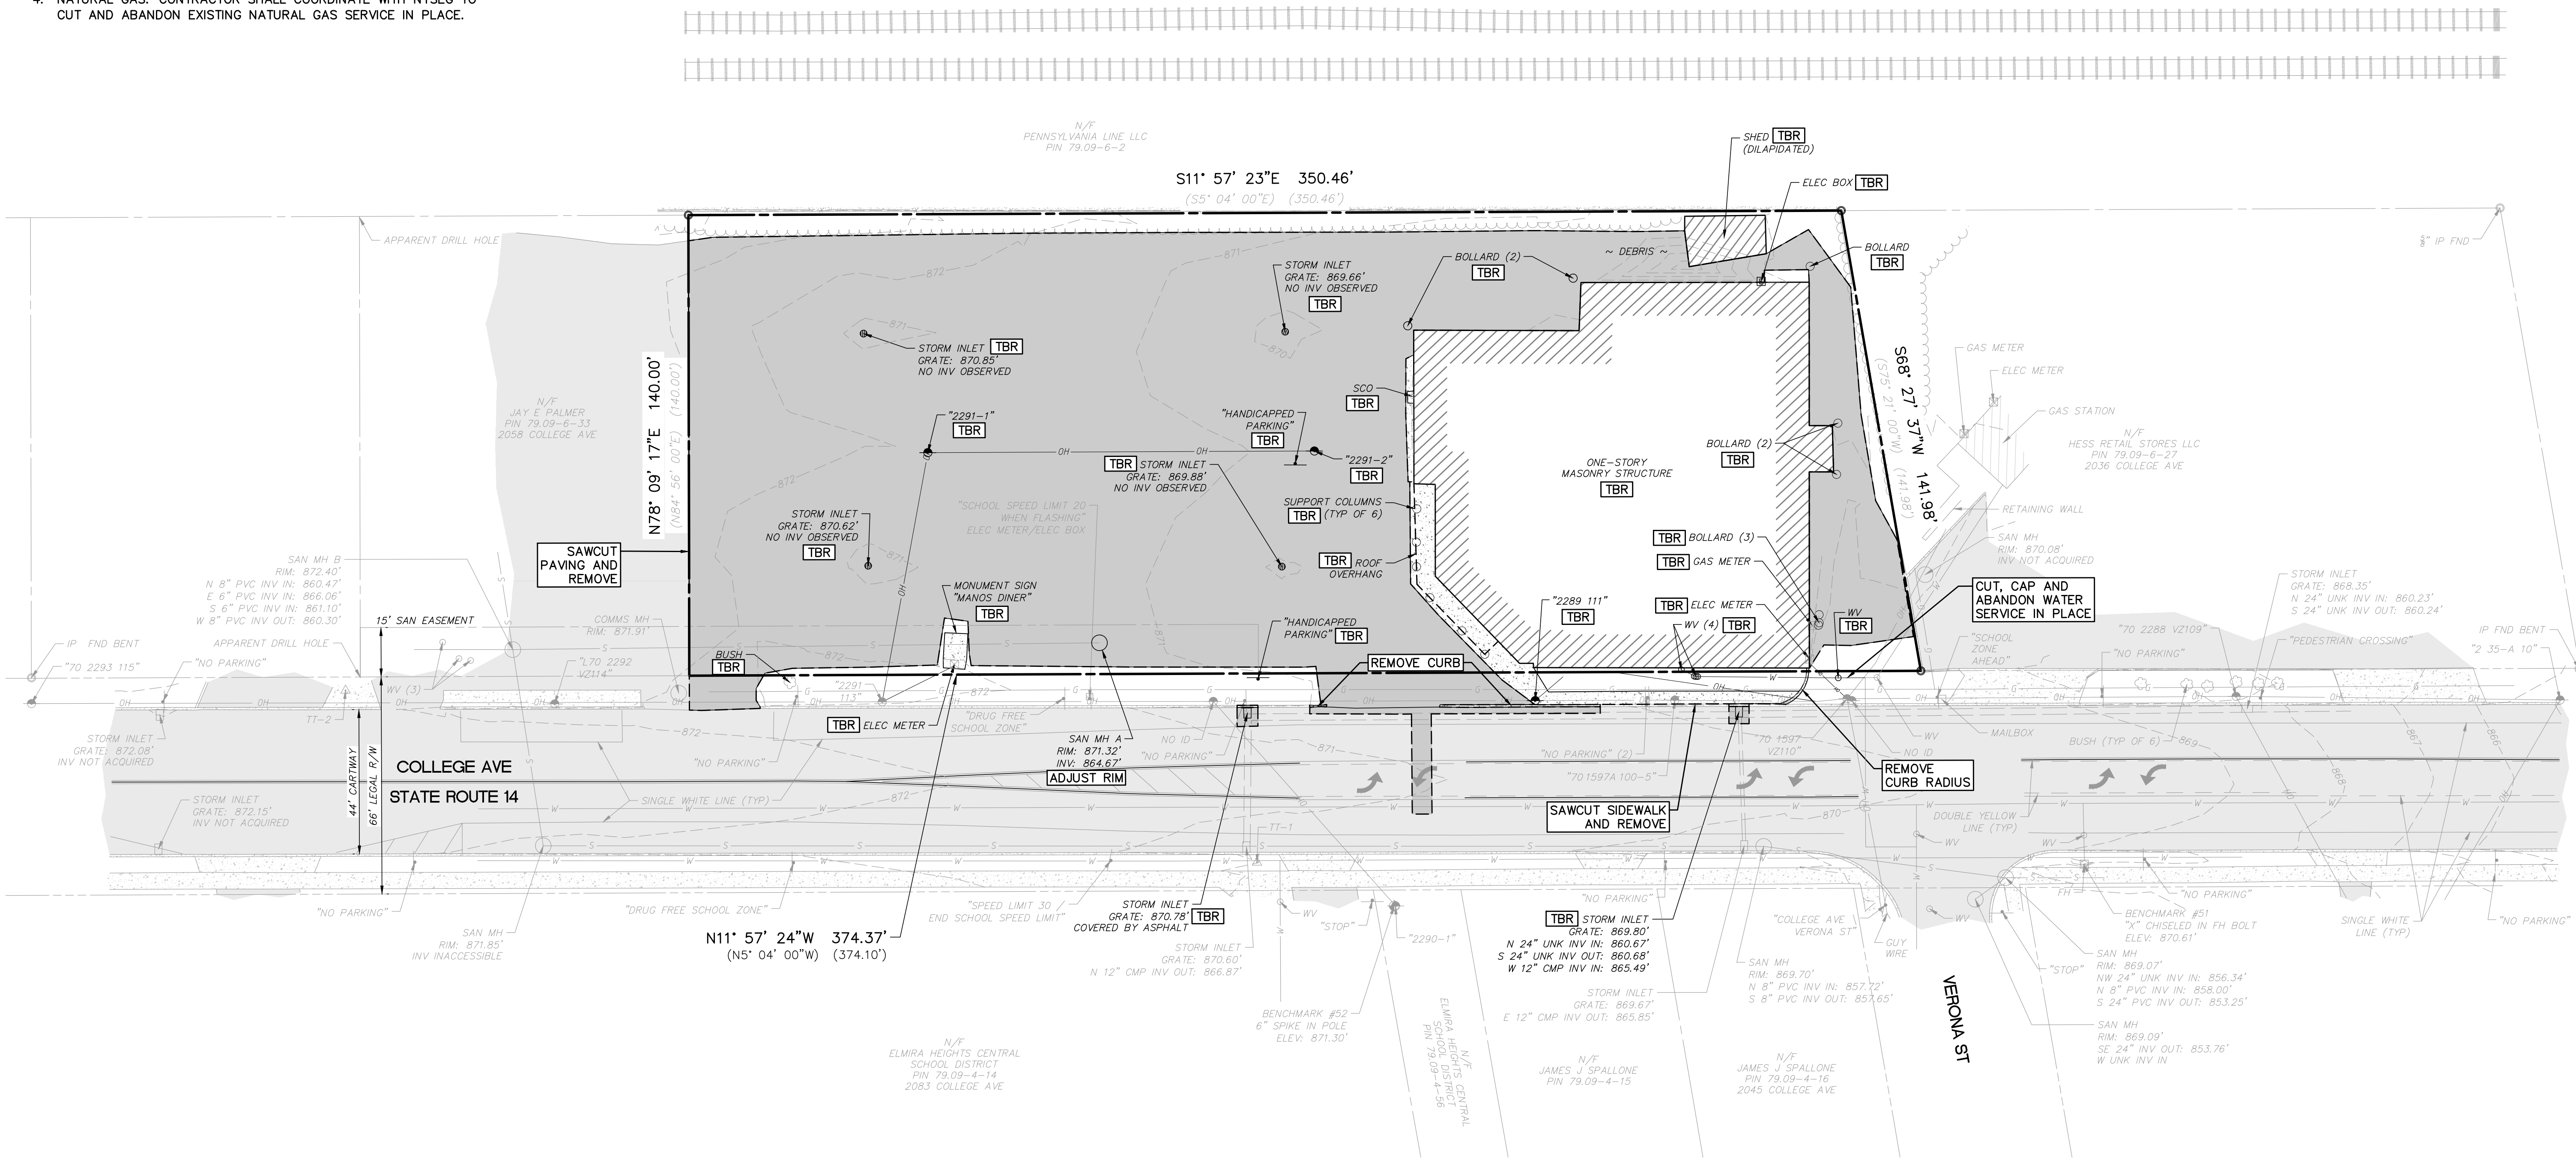 4. NATURAL GAS: CONTRACTOR SHALL COORDINATE WITH NYSEG TO
CUT AND ABANDON EXISTING NATURAL GAS SERVICE IN PLACE.
N/F
PENNSYLVANIA LINE LLC
PIN 79.09-6-2
SHED TBR
(DILAPIDATED)
ELEC BOX TBR
S11° 57' 23"E 350.46'
(S5° 04' 00"E) (350.46')
APPARENT DRILL HOLE
5/8" IP FND
872
871
STORM INLET
GRATE: 869.66'
NO INV OBSERVED
TBR
870
BOLLARD (2)
TBR
~ DEBRIS ~
BOLLARD
TBR
871
STORM INLET TBR
GRATE: 870.85'
NO INV OBSERVED
N78° 09' 17"E 140.00'
(N84° 56' 00"E) (140.00')
S68° 27' 37"W 141.98'
(S75° 21' 00"W) (141.98')
GAS METER
ELEC METER
GAS STATION
N/F
HESS RETAIL STORES LLC
PIN 79.09-6-27
2036 COLLEGE AVE
N/F
JAY E PALMER
PIN 79.09-6-33
2058 COLLEGE AVE
SCO
TBR
"2291-1"
TBR
"HANDICAPPED
PARKING"
TBR
OH
OH
"2291-2"
TBR
BOLLARD (2)
TBR
ONE-STORY
MASONRY STRUCTURE
TBR
TBR STORM INLET
GRATE: 869.88'
NO INV OBSERVED
872
"SCHOOL SPEED LIMIT 20
WHEN FLASHING"
ELEC METER/ELEC BOX
SUPPORT COLUMNS
TBR (TYP OF 6)
STORM INLET
GRATE: 870.62'
NO INV OBSERVED
TBR
871
RETAINING WALL
SAN MH
RIM: 870.08'
INV NOT ACQUIRED
TBR BOLLARD (3)
TBR GAS METER
TBR ROOF
OVERHANG
SAWCUT
PAVING AND
REMOVE
SAN MH B
RIM: 872.40'
N 8" PVC INV IN: 860.47'
E 6" PVC INV IN: 866.06'
S 6" PVC INV IN: 861.10'
W 8" PVC INV OUT: 860.30'
OH
MONUMENT SIGN
"MANOS DINER"
TBR
CUT, CAP AND
ABANDON WATER
SERVICE IN PLACE
STORM INLET
GRATE: 868.35'
N 24" UNK INV IN: 860.23'
S 24" UNK INV OUT: 860.24'
"2289 111"
TBR
TBR ELEC METER
WV (4) TBR
WV
TBR
15' SAN EASEMENT
COMMS MH
RIM: 871.91'
"HANDICAPPED
PARKING" TBR
IP FND BENT
APPARENT DRILL HOLE
"SCHOOL
ZONE
AHEAD"
"70 2288 VZ109"
"PEDESTRIAN CROSSING"
IP FND BENT
"2 35-A 10"
"NO PARKING"
"70 2293 115"
"NO PARKING"
"L70 2292
VZ114"
BUSH
TBR
872
REMOVE CURB
WV (3)
"2291
113"
872
TT-2
TBR ELEC METER
"DRUG FREE
SCHOOL ZONE"
STORM INLET
GRATE: 872.08'
INV NOT ACQUIRED
SAN MH A
RIM: 871.32'
INV: 864.67'
ADJUST RIM
NO ID
"NO PARKING"
"NO PARKING"
871
"NO PARKING" (2)
"70 1597
VZ110"
NO ID
WV
MAILBOX
BUSH (TYP OF 6)
869
867
866
868
872
44' CARTWAY
66' LEGAL R/W
COLLEGE AVE
STATE ROUTE 14
"701597A 100-5"
REMOVE
CURB RADIUS
STORM INLET
GRATE: 872.15'
INV NOT ACQUIRED
SINGLE WHITE LINE (TYP)
872
SAWCUT SIDEWALK
AND REMOVE
870
DOUBLE YELLOW
LINE (TYP)
TT-1
WV
WV
"NO PARKING"
"DRUG FREE SCHOOL ZONE"
"SPEED LIMIT 30
END SCHOOL SPEED LIMIT"
SAN MH
RIM: 871.85'
INV INACCESSIBLE
N11° 57' 24"W 374.37'
(N5° 04' 00"W) (374.10')
STORM INLET
GRATE: 870.78' TBR
COVERED BY ASPHALT
STORM INLET
GRATE: 870.60'
N 12" CMP INV OUT: 866.87'
WV
"STOP"
"2290-1"
BENCHMARK #52
6" SPIKE IN POLE
ELEV: 871.30'
"NO PARKING"
TBR STORM INLET
GRATE: 869.80'
N 24" UNK INV IN: 860.67'
S 24" UNK INV OUT: 860.68'
W 12" CMP INV IN: 865.49'
STORM INLET
GRATE: 869.67'
E 12" CMP INV OUT: 865.85'
SAN MH
RIM: 869.70'
N 8" PVC INV IN: 857.72'
S 8" PVC INV OUT: 857.65'
"COLLEGE AVE
VERONA ST"
GUY
WIRE
WV
FH
"NO PARKING"
BENCHMARK #51
"X" CHISELED IN FH BOLT
ELEV: 870.61'
"STOP"
SAN MH
RIM: 869.07'
NW 24" UNK INV IN: 856.34'
N 8" PVC INV IN: 858.00'
S 24" PVC INV OUT: 853.25'
SAN MH
RIM: 869.09'
SE 24" INV OUT: 853.76'
W UNK INV IN
SINGLE WHITE
LINE (TYP)
"NO PARKING"
VERONA ST
N/F
ELMIRA HEIGHTS CENTRAL
SCHOOL DISTRICT
PIN 79.09-4-14
2083 COLLEGE AVE
N/F
ELMIRA HEIGHTS CENTRAL
SCHOOL DISTRICT
PIN 79.09-4-56
N/F
JAMES J SPALLONE
PIN 79.09-4-15
N/F
JAMES J SPALLONE
PIN 79.09-4-16
2045 COLLEGE AVE